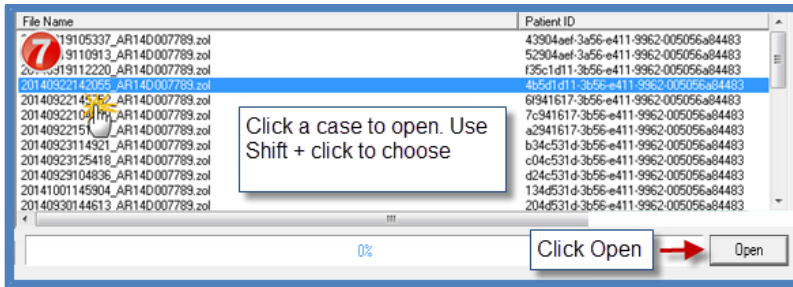 File Name Patient ID
7
43904aef-3a56-e411-9962-005056a84483
52904aef-3a56-e411-9962-005056a84483
f35c1d11-3b56-e411-9962-005056a84483
20140922142055_AR14D007789.zol 4b5d1d11-3b56-e411-9962-005056a84483
6f941617-3b56-e411-9962-005056a84483
7c941617-3b56-e411-9962-005056a84483
a2941617-3b56-e411-9962-005056a84483
20140923114921_AR14D007789.zol b34c531d-3b56-e411-9962-005056a84483
20140923125418_AR14D007789.zol c04c531d-3b56-e411-9962-005056a84483
20140929104836_AR14D007789.zol d24c531d-3b56-e411-9962-005056a84483
20141001145904_AR14D007789.zol 134d531d-3b56-e411-9962-005056a84483
20140930144613_AR14D007789.zol 204d531d-3b56-e411-9962-005056a84483
Click a case to open. Use
Shift + click to choose
0%
Click Open
Open